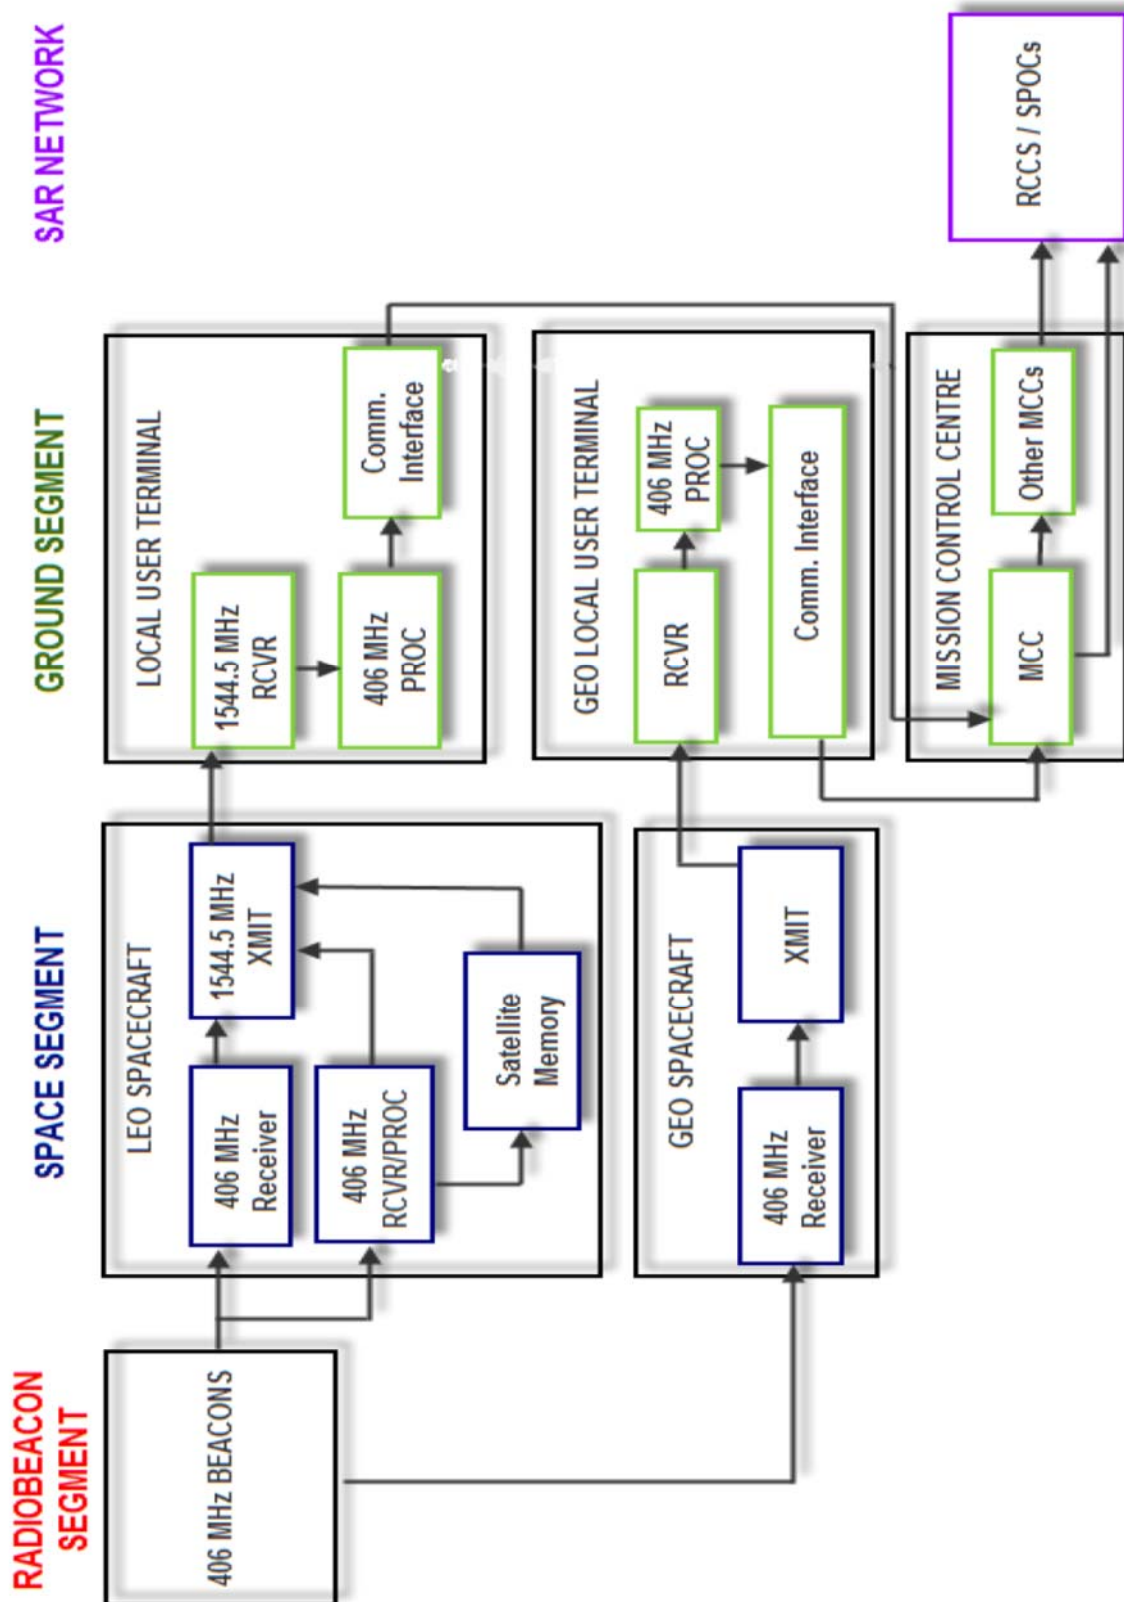 RADIOBEACON
SEGMENT
SPACE SEGMENT
GROUND SEGMENT
SAR NETWORK
406 MHz BEACONS
LEO SPACECRAFT
406 MHz
Receiver
1544.5 MHz
XMIT
406 MHz
RCVR/PROC
Satellite
Memory
GEO SPACECRAFT
406 MHz
Receiver
XMIT
LOCAL USER TERMINAL
1544.5 MHz
RCVR
406 MHz
PROC
Comm.
Interface
GEO LOCAL USER TERMINAL
RCVR
406 MHz
PROC
Comm. Interface
MISSION CONTROL CENTRE
MCC
Other MCCs
RCCS / SPOCs